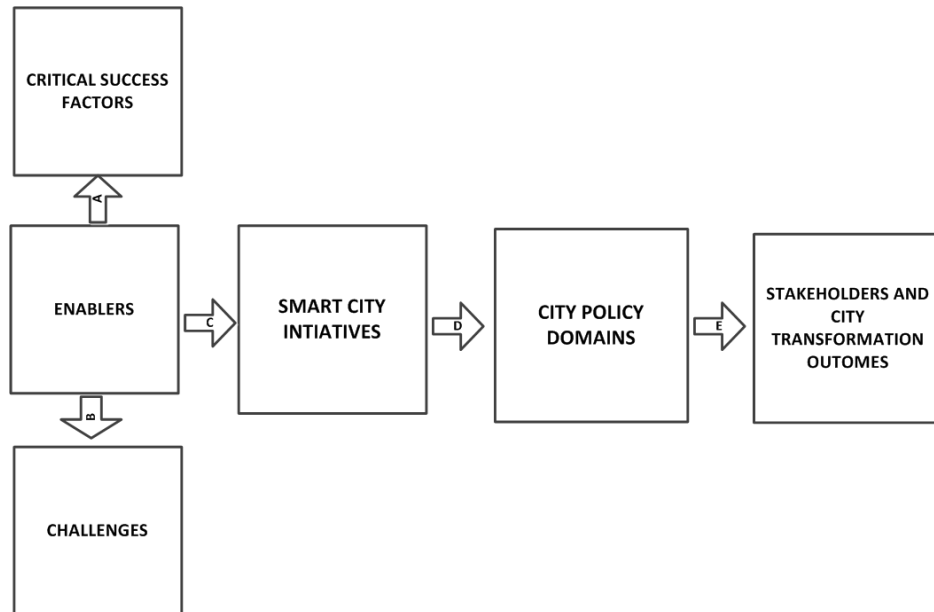 CRITICAL SUCCESS
FACTORS
A
ENABLERS
C
SMART CITY
INTIATIVES
D
CITY POLICY
DOMAINS
E
STAKEHOLDERS AND
CITY
TRANSFORMATION
OUTOMES
B
CHALLENGES